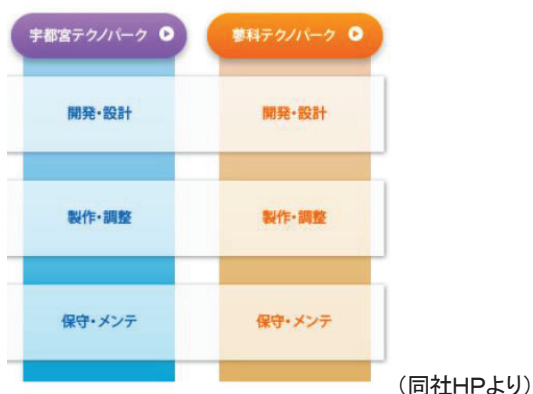 宇都宮テクノパーク
蓼科テクノパーク
開発・設計
開発・設計
製作・調整
製作・調整
保守・メンテ
保守・メンテ
（同社HPより）